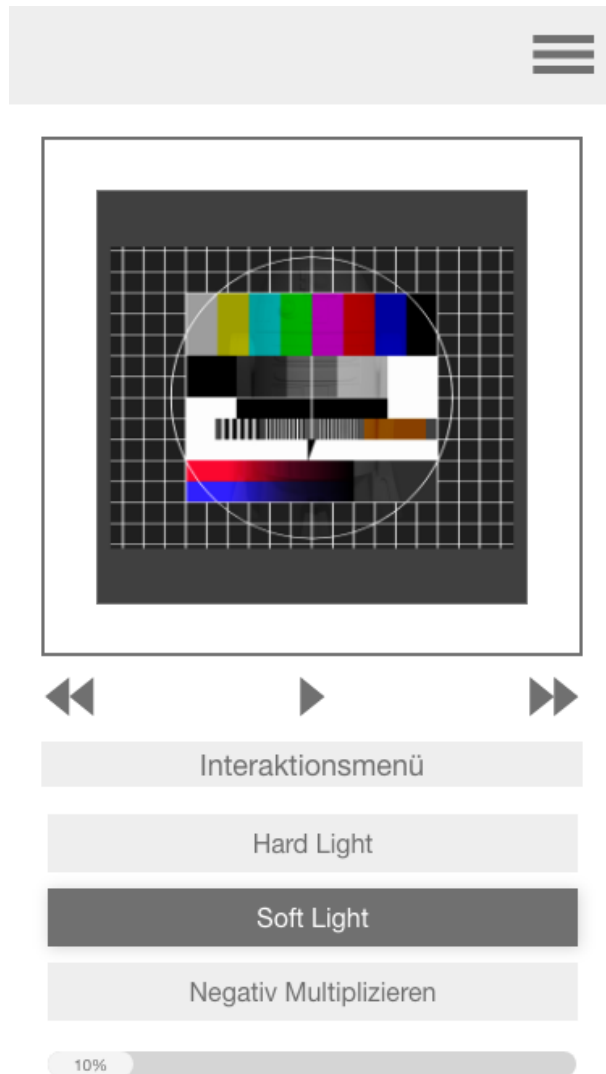 Interaktionsmenü
Hard Light
Soft Light
Negativ Multiplizieren
10%